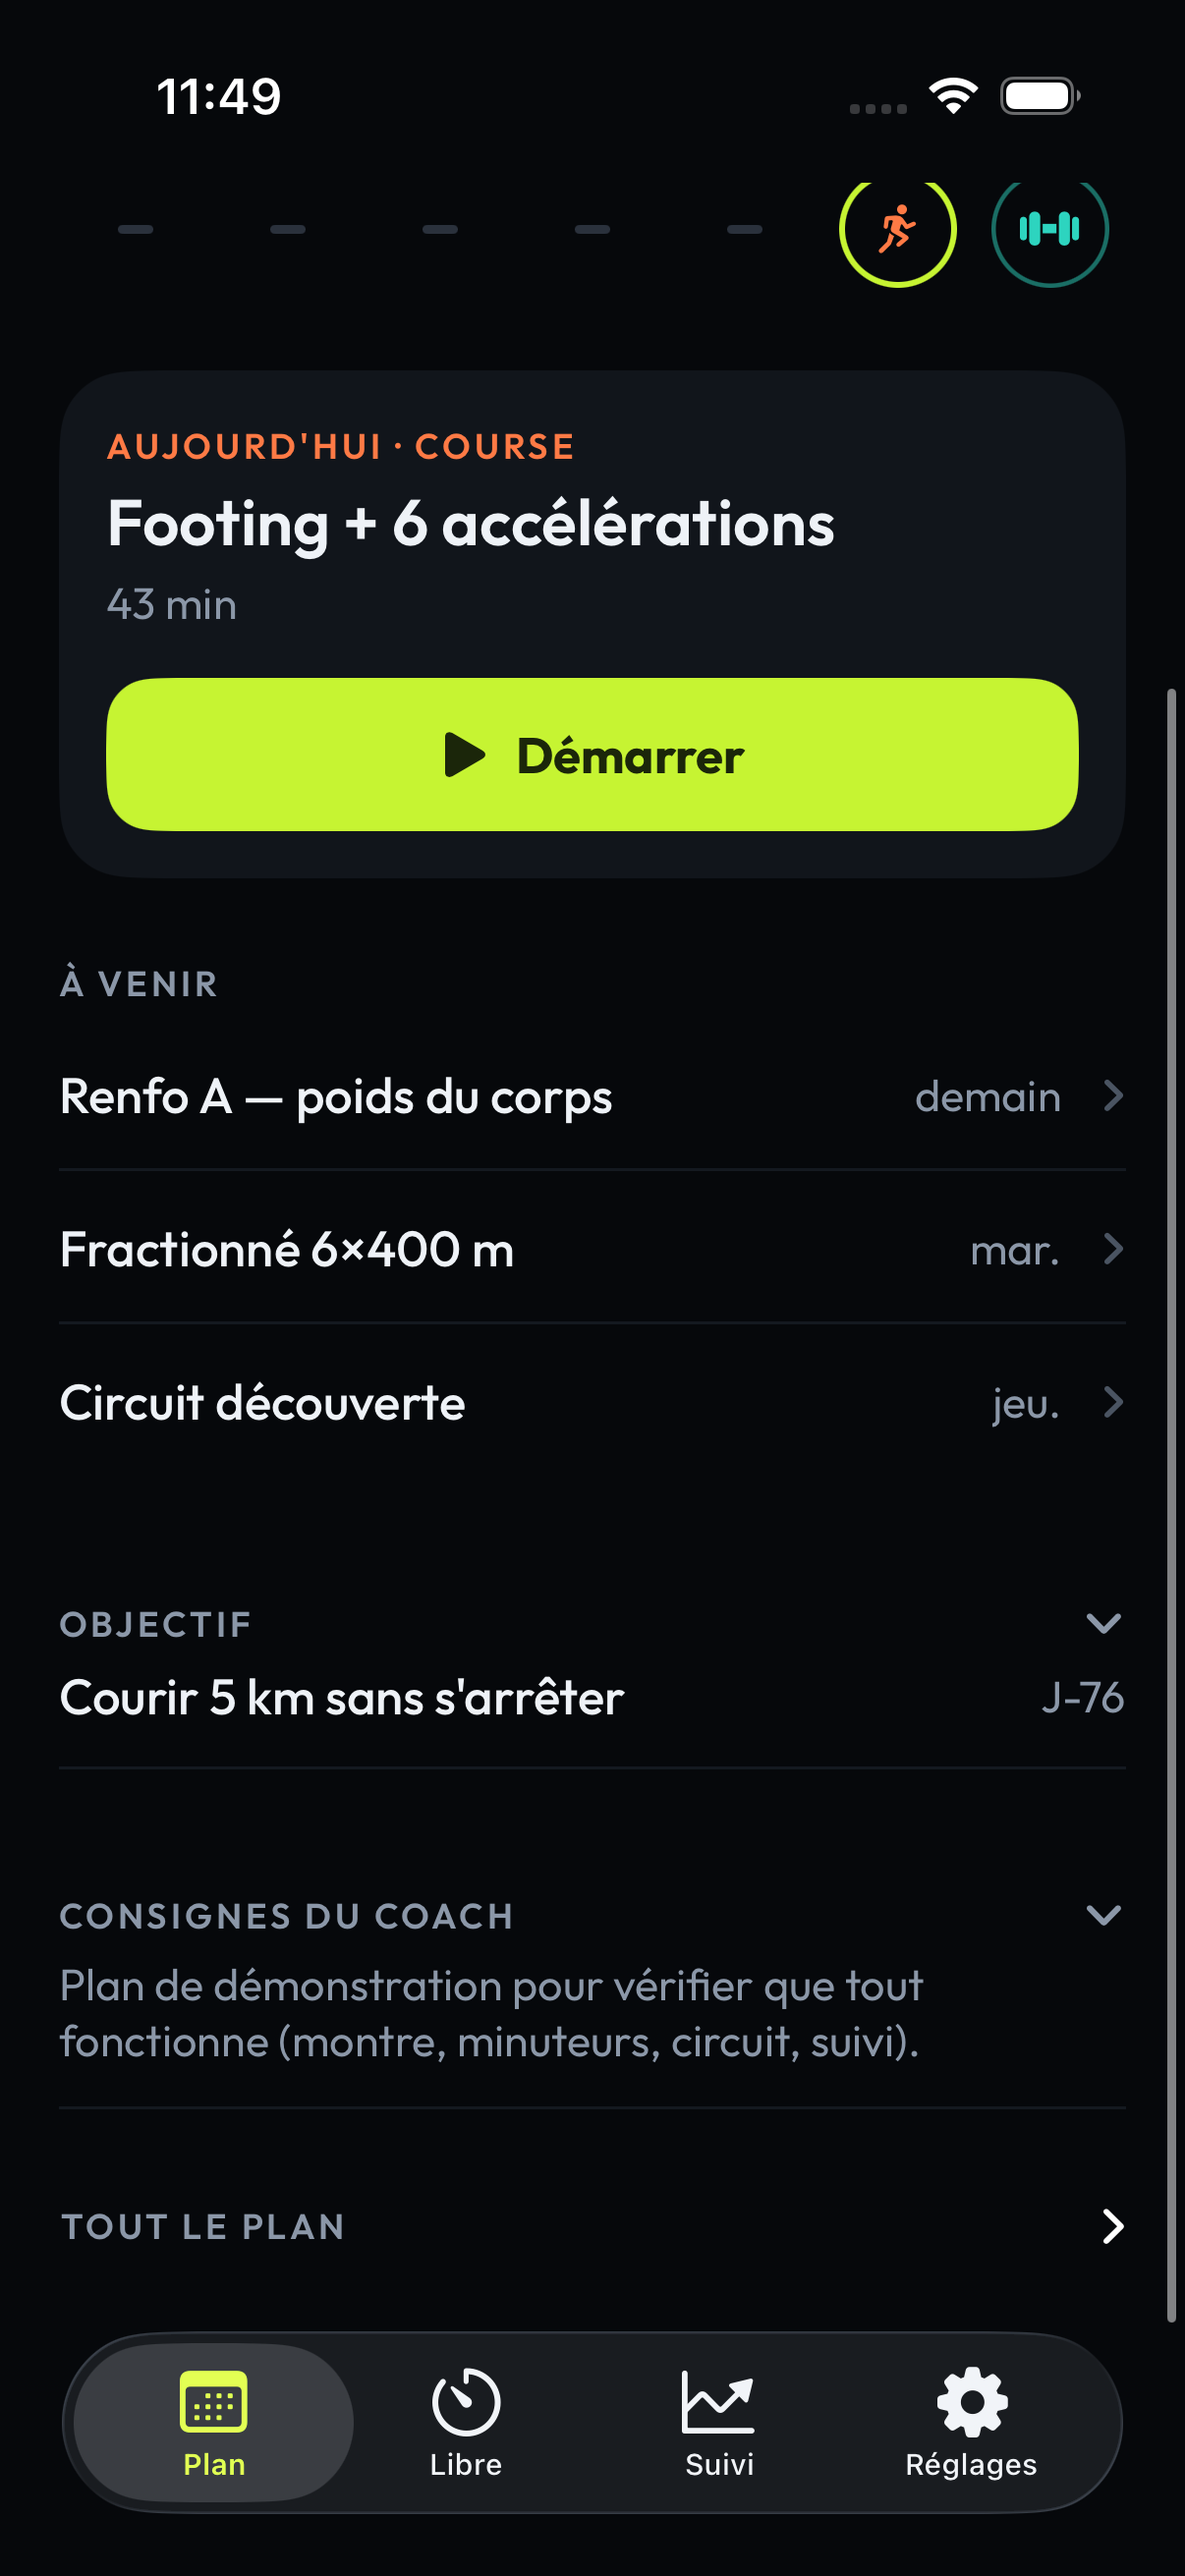 11:49
AUJOURD'HUI · COURSE
Footing + 6 accélérations
43 min
Démarrer
À VENIR
Renfo A — poids du corps demain
Fractionné 6×400 m mar.
Circuit découverte jeu.
OBJECTIF
Courir 5 km sans s'arrêter J-76
CONSIGNES DU COACH
Plan de démonstration pour vérifier que tout
fonctionne (montre, minuteurs, circuit, suivi).
TOUT LE PLAN
Plan Libre Suivi Réglages